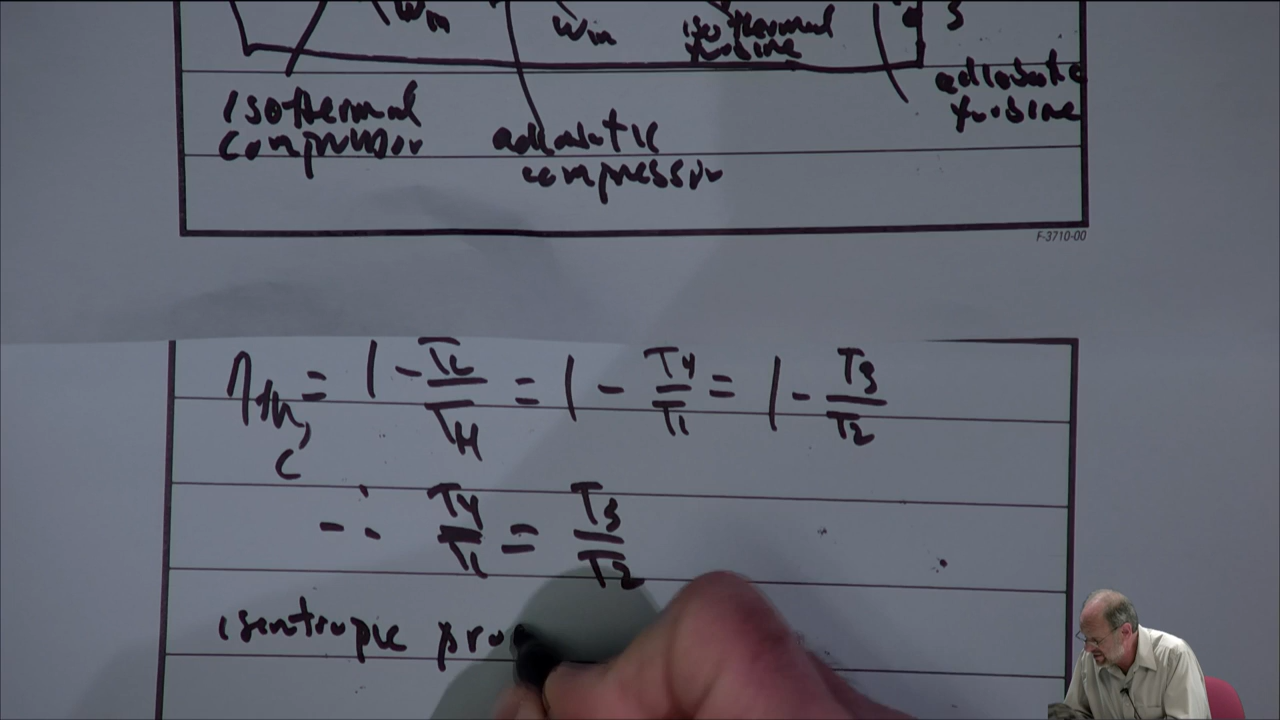 Win Win isothermal turbine S
isothermal compressor adiabatic compressor adiabatic turbine
F-3710-00
ηth,c = 1 - TL/TH = 1 - T4/T1 = 1 - T3/T2
∴ T4/T1 = T3/T2
isentropic pro